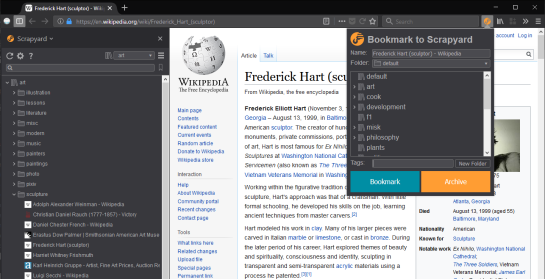 Frederick Hart (sculptor) - Wikipedia
https://en.wikipedia.org/wiki/Frederick_Hart_(sculptor)
Search
Scrapyard
art
art
illustration
lessons
literature
misc
modern
music
painters
paintings
photo
sculpture
Adolph Alexander Weinman - Wikipedia
Christian Daniel Rauch (1777-1857) - Victory
Daniel Chester French - Wikipedia
Erastus Dow Palmer | Smithsonian American Art Museum
Frederick Hart (sculptor)
Harriet Whitney Frishmuth
Karl Heinrich Gruppe - Artist, Fine Art Prices, Auction
Luigi Secchi - Wikipedia
WIKIPEDIA
The Free Encyclopedia
Main page
Contents
Featured content
Current events
Random article
Donate to Wikipedia
Wikipedia store
Interaction
Help
About Wikipedia
Community portal
Recent changes
Contact page
Tools
What links here
Related changes
Upload file
Special pages
Permanent link
Article
Talk
Frederick Hart (scu
From Wikipedia, the free encyclopedia
Frederick Elliott Hart (November 3,
Georgia – August 13, 1999, in Baltimo
American sculptor. The creator of hun
monuments, private commissions, port
of art, Hart is most famous for Ex Nihilo
Sculptures at Washington National Cath
Servicemen (also known as The Three
Vietnam Veterans Memorial in Washing
Working within the figurative tradition
sculpture, Hart's approach was that of a craftsman. With little
formal schooling, he developed his skills on the job, learning
ancient techniques from master carvers.[2]
Hart modeled his work in clay. Many of his larger pieces were
carved in Italian marble or limestone, or cast in bronze. During
the later period of his career, Hart explored themes of beauty
and spirituality, consciousness and identity, sculpting in
transparent and semi-transparent acrylic materials using a
process he patented.
Bookmark to Scrapyard
Name:
Frederick Hart (sculptor) - Wikipedia
Folder:
default
default
art
cook
development
f1
misk
philosophy
plants
Tags:
New Folder
Bookmark
Archive
account
Log in
Atlanta, Georgia
Died
August 13, 1999 (aged 55)
Baltimore, Maryland
Nationality
American
Known for
Sculpture
Notable work
Ex Nihilo, (Washington
National Cathedral),
The Three Soldiers,
(Vietnam Veterans
Memorial), James Earl